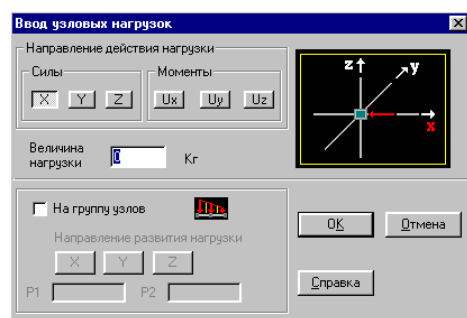 Ввод узловых нагрузок
Направление действия нагрузки
Силы
Моменты
X Y Z
Ux Uy Uz
z y
x
Величина
нагрузки
0 Кг
На группу узлов
Направление развития нагрузки
X Y Z
P1 P2
OK Отмена
Справка